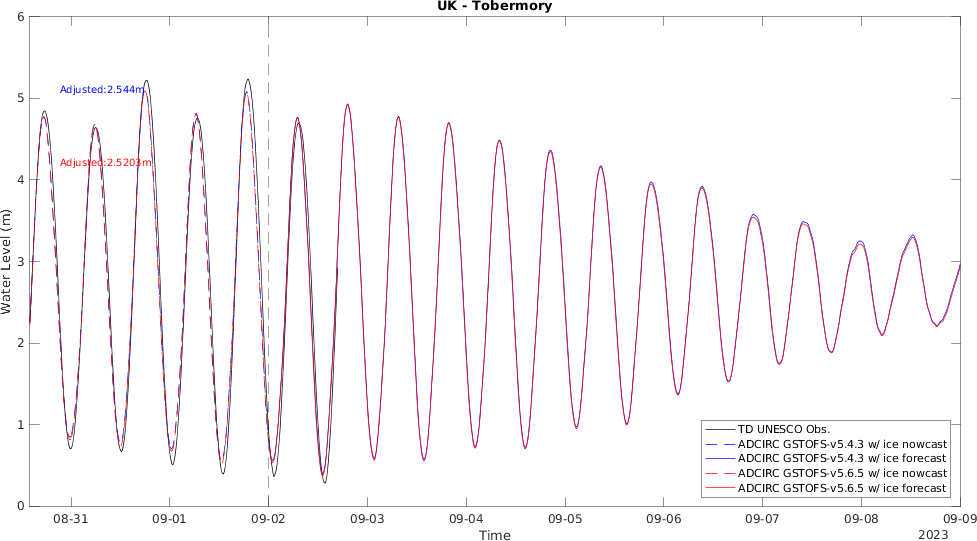 UK - Tobermory
6
5
4
3
2
1
0
Water Level (m)
Adjusted:2.544m
Adjusted:2.5203m
TD UNESCO Obs.
ADCIRC GSTOFS-v5.4.3 w/ ice nowcast
ADCIRC GSTOFS-v5.4.3 w/ ice forecast
ADCIRC GSTOFS-v5.6.5 w/ ice nowcast
ADCIRC GSTOFS-v5.6.5 w/ ice forecast
08-31 09-01 09-02 09-03 09-04 09-05 09-06 09-07 09-08 09-09
Time
2023